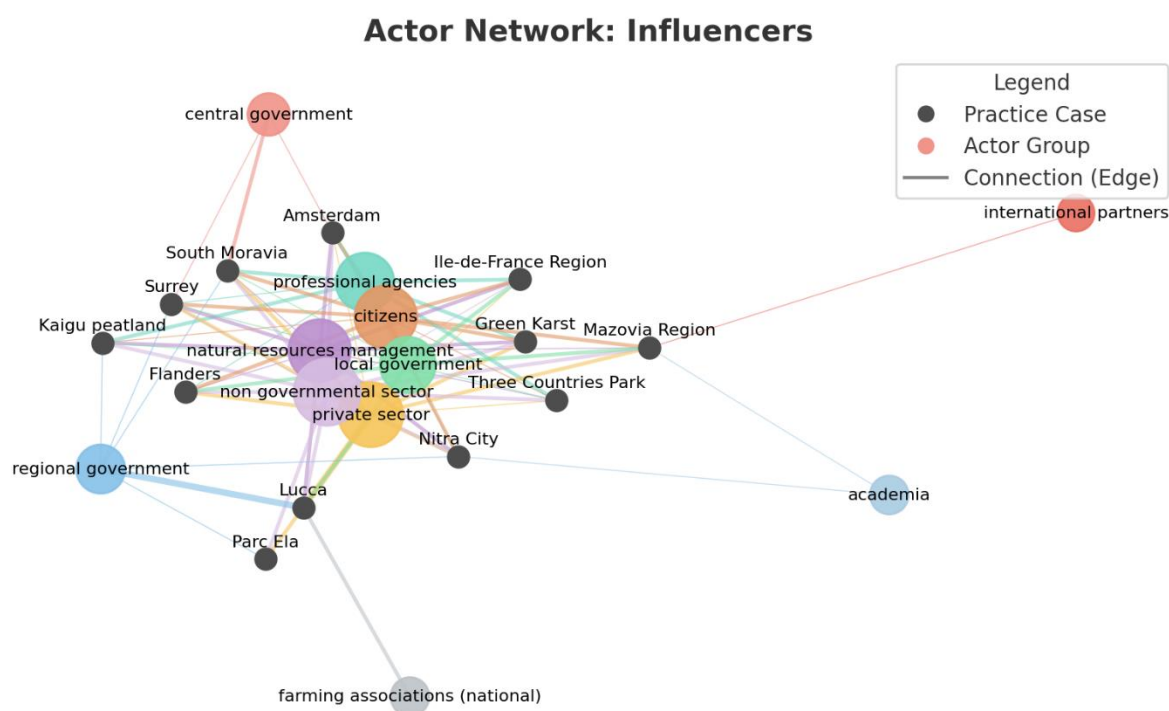 Actor Network: Influencers
Legend
Practice Case
Actor Group
Connection (Edge)
central government
international partners
Amsterdam
South Moravia
Ile-de-France Region
professional agencies
Surrey
citizens
Kaigu peatland
Green Karst
Mazovia Region
natural resources management
local government
Flanders
Three Countries Park
non governmental sector
private sector
Nitra City
regional government
Lucca
academia
Parc Ela
farming associations (national)